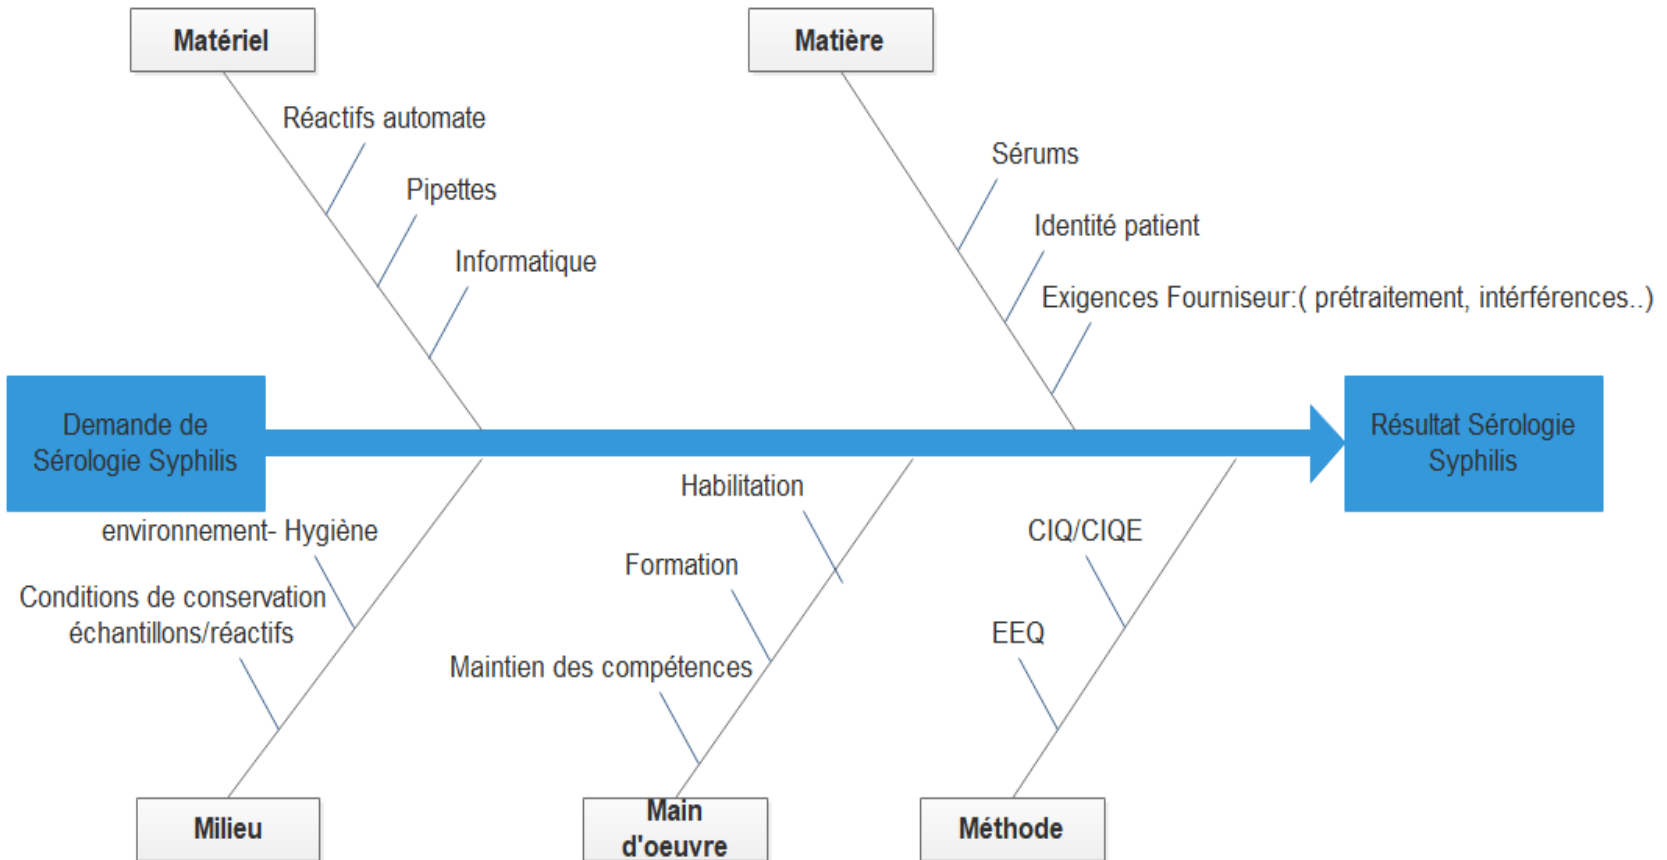 Matériel
Matière
Réactifs automate
Pipettes
Informatique
Sérums
Identité patient
Exigences Fourniseur:( prétraitement, intérférences..)
Demande de
Sérologie Syphilis
Résultat Sérologie
Syphilis
environnement- Hygiène
Conditions de conservation
échantillons/réactifs
Habilitation
Formation
Maintien des compétences
CIQ/CIQE
EEQ
Milieu
Main
d'oeuvre
Méthode